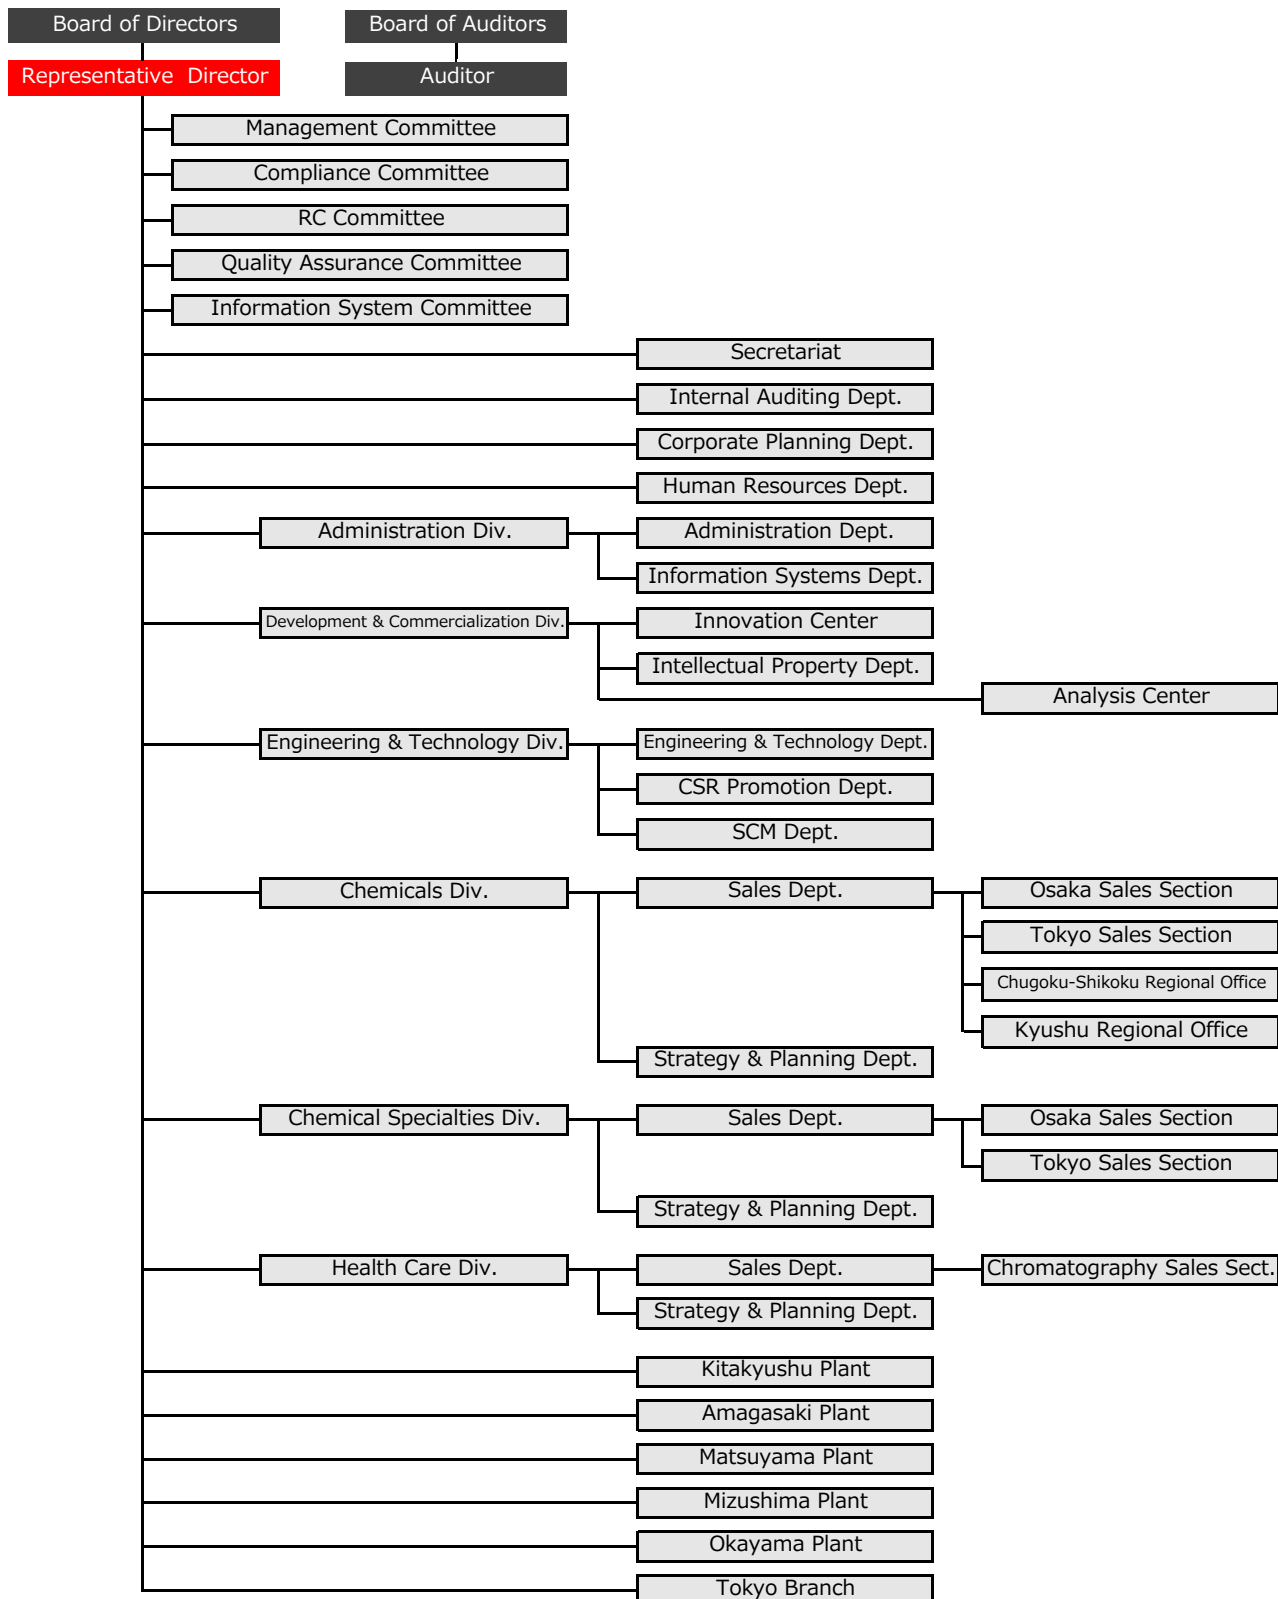 Board of Directors
Board of Auditors
Representative Director
Auditor
Management Committee
Compliance Committee
RC Committee
Quality Assurance Committee
Information System Committee
Secretariat
Internal Auditing Dept.
Corporate Planning Dept.
Human Resources Dept.
Administration Div.
Administration Dept.
Information Systems Dept.
Development & Commercialization Div.
Innovation Center
Intellectual Property Dept.
Analysis Center
Engineering & Technology Div.
Engineering & Technology Dept.
CSR Promotion Dept.
SCM Dept.
Chemicals Div.
Sales Dept.
Osaka Sales Section
Tokyo Sales Section
Chugoku-Shikoku Regional Office
Kyushu Regional Office
Strategy & Planning Dept.
Chemical Specialties Div.
Sales Dept.
Osaka Sales Section
Tokyo Sales Section
Strategy & Planning Dept.
Health Care Div.
Sales Dept.
Chromatography Sales Sect.
Strategy & Planning Dept.
Kitakyushu Plant
Amagasaki Plant
Matsuyama Plant
Mizushima Plant
Okayama Plant
Tokyo Branch